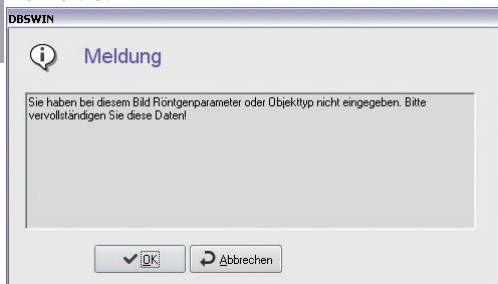 DBSWIN
Meldung
Sie haben bei diesem Bild Röntgenparameter oder Objekttyp nicht eingegeben. Bitte
vervollständigen Sie diese Daten!
OK
Abbrechen